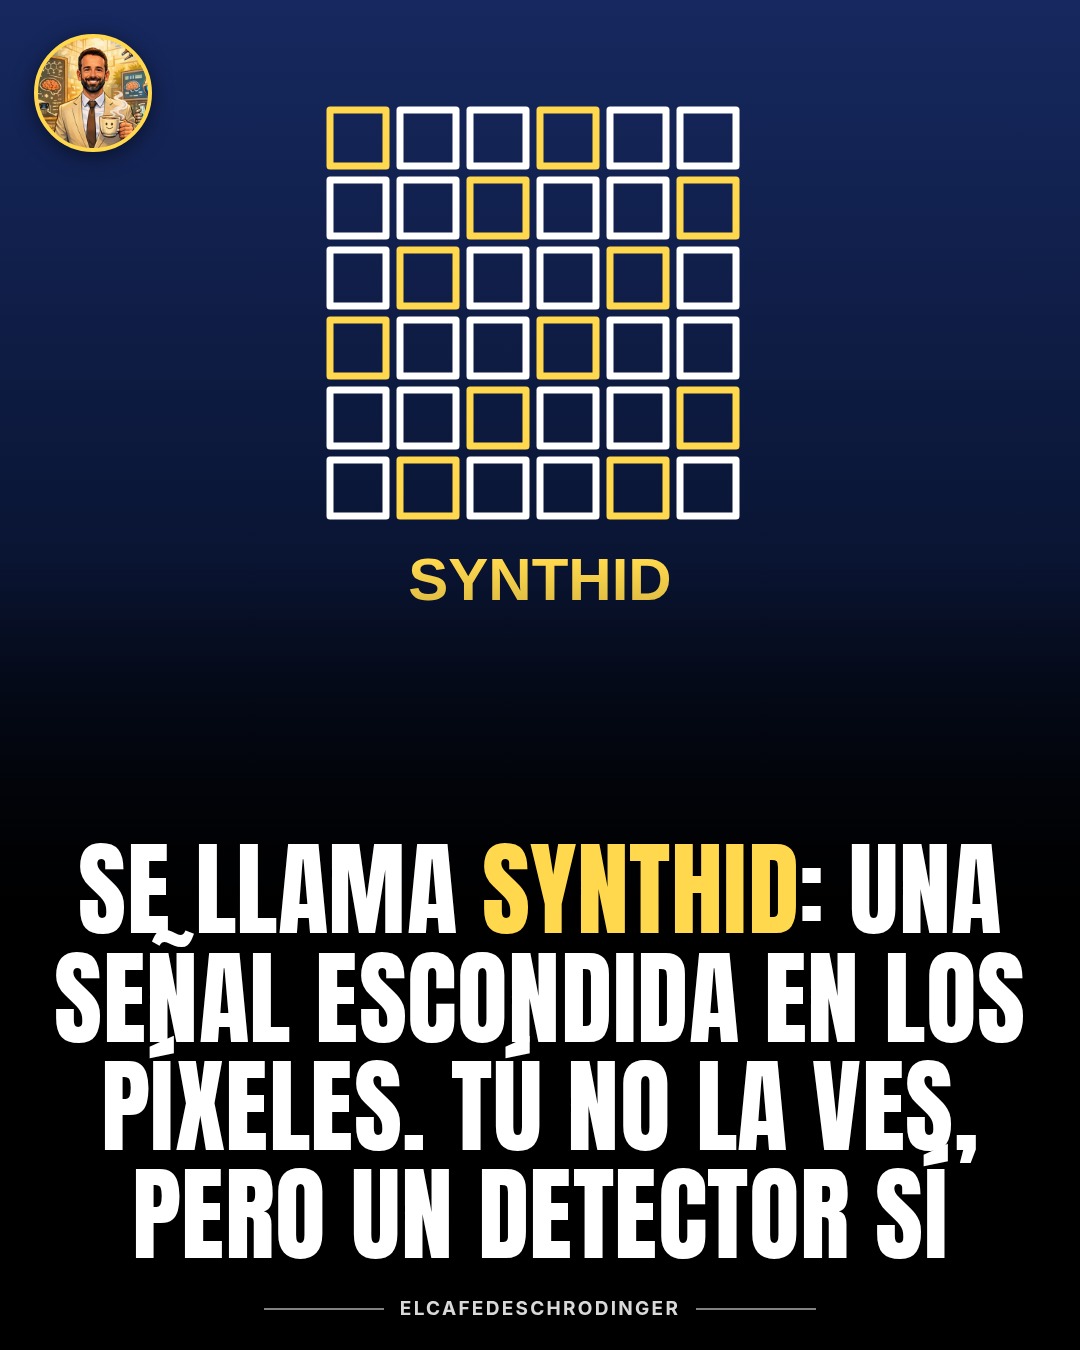 SYNTHID
SE LLAMA SYNTHID: UNA
SEÑAL ESCONDIDA EN LOS
PÍXELES. TÚ NO LA VES,
PERO UN DETECTOR SÍ
ELCAFEDESCHRODINGER